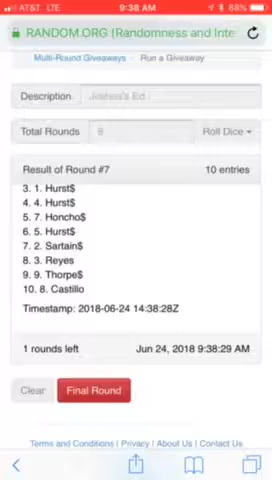 AT&T LTE 9:38 AM 88%
RANDOM.ORG (Randomness and Inte
Multi-Round Giveaways Run a Giveaway
Description Ed
Total Rounds 8 Roll Dice
Result of Round #7 10 entries
3. 1. Hurst$
4. 4. Hurst$
5. 7. Honcho$
6. 5. Hurst$
7. 2. Sartain$
8. 3. Reyes
9. 9. Thorpe$
10. 8. Castillo
Timestamp: 2018-06-24 14:38:28Z
1 rounds left Jun 24, 2018 9:38:29 AM
Clear Final Round
Terms and Conditions | Privacy | About Us | Contact Us